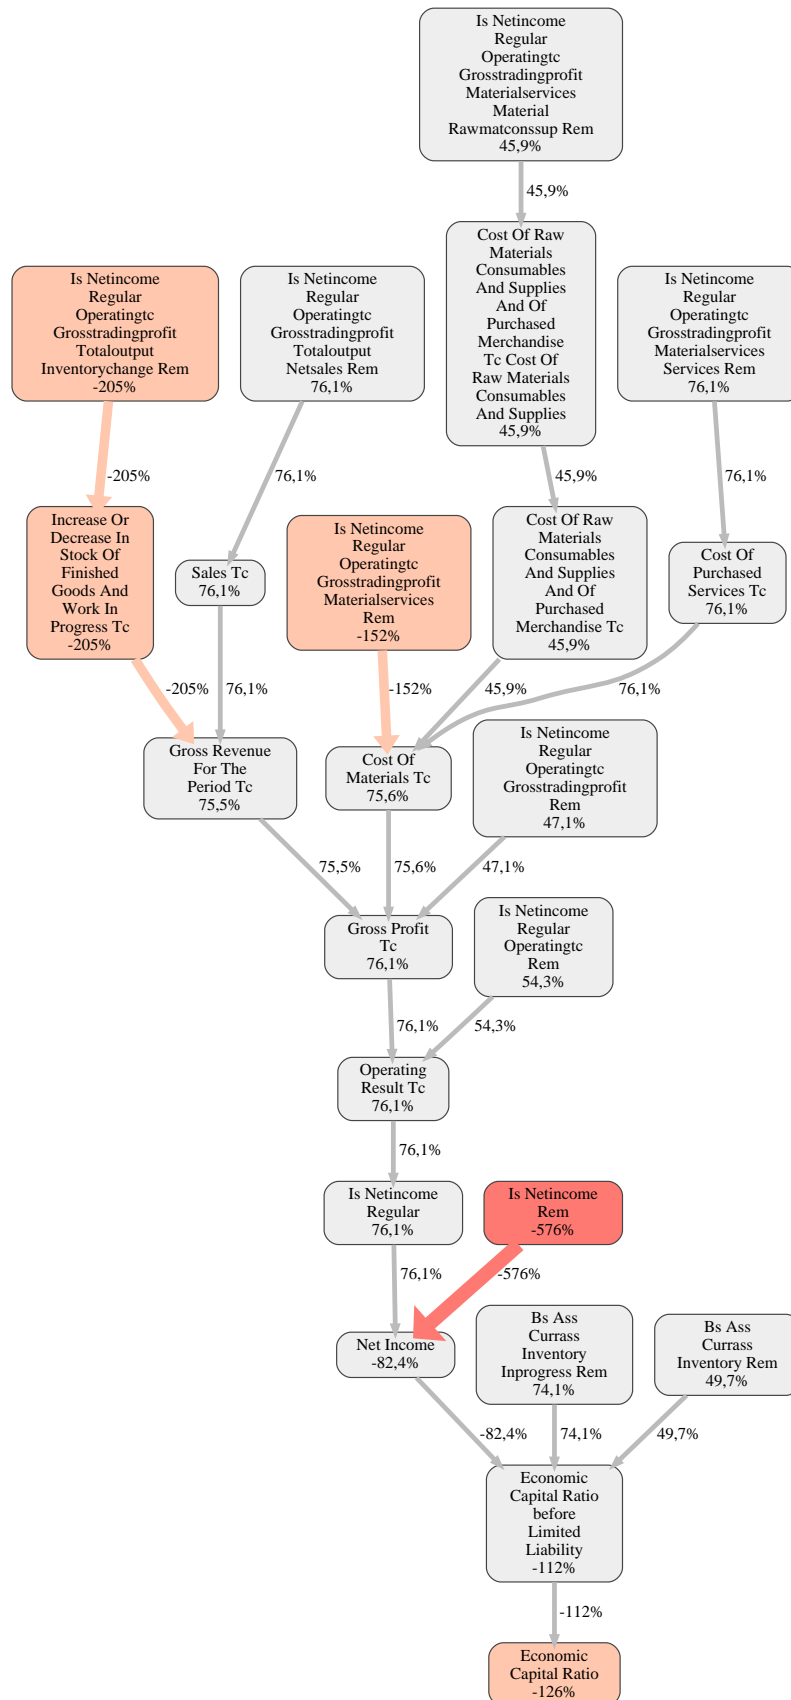 Is Netincome
Regular
Operatingtc
Grosstradingprofit
Materialservices
Material
Rawmatconssup Rem
45,9%
45,9%
Cost Of Raw
Materials
Consumables
And Supplies
And Of
Purchased
Merchandise
Tc Cost Of
Raw Materials
Consumables
And Supplies
45,9%
Is Netincome
Regular
Operatingtc
Grosstradingprofit
Totaloutput
Inventorychange Rem
-205%
Is Netincome
Regular
Operatingtc
Grosstradingprofit
Totaloutput
Netsales Rem
76,1%
Is Netincome
Regular
Operatingtc
Grosstradingprofit
Materialservices
Services Rem
76,1%
-205%
76,1%
45,9%
76,1%
Increase Or
Decrease In
Stock Of
Finished
Goods And
Work In
Progress Tc
-205%
Sales Tc
76,1%
Is Netincome
Regular
Operatingtc
Grosstradingprofit
Materialservices
Rem
-152%
Cost Of Raw
Materials
Consumables
And Supplies
And Of
Purchased
Merchandise Tc
45,9%
Cost Of
Purchased
Services Tc
76,1%
-205%
76,1%
-152%
45,9%
76,1%
Gross Revenue
For The
Period Tc
75,5%
Cost Of
Materials Tc
75,6%
Is Netincome
Regular
Operatingtc
Grosstradingprofit
Rem
47,1%
75,5%
75,6%
47,1%
Gross Profit
Tc
76,1%
Is Netincome
Regular
Operatingtc
Rem
54,3%
76,1%
54,3%
Operating
Result Tc
76,1%
76,1%
Is Netincome
Regular
76,1%
Is Netincome
Rem
-576%
76,1%
-576%
Net Income
-82,4%
Bs Ass
Currass
Inventory
Inprogress Rem
74,1%
Bs Ass
Currass
Inventory Rem
49,7%
-82,4%
74,1%
49,7%
Economic
Capital Ratio
before
Limited
Liability
-112%
-112%
Economic
Capital Ratio
-126%